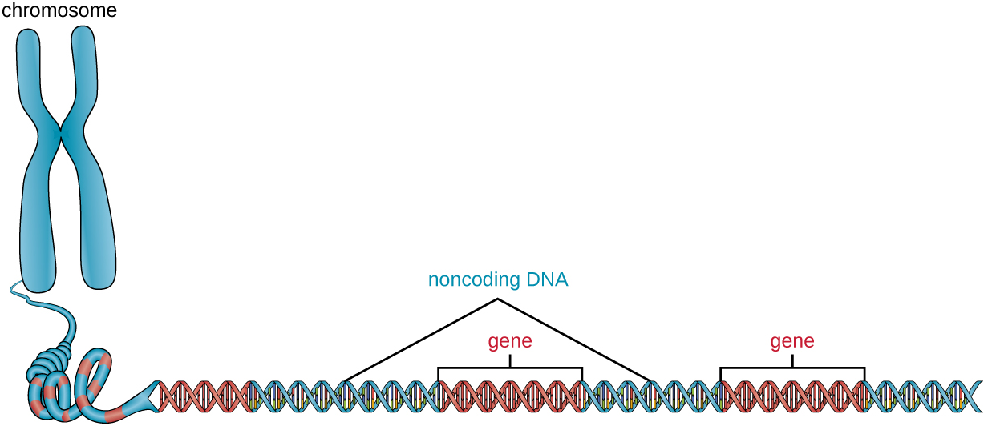 chromosome
noncoding DNA
gene
gene